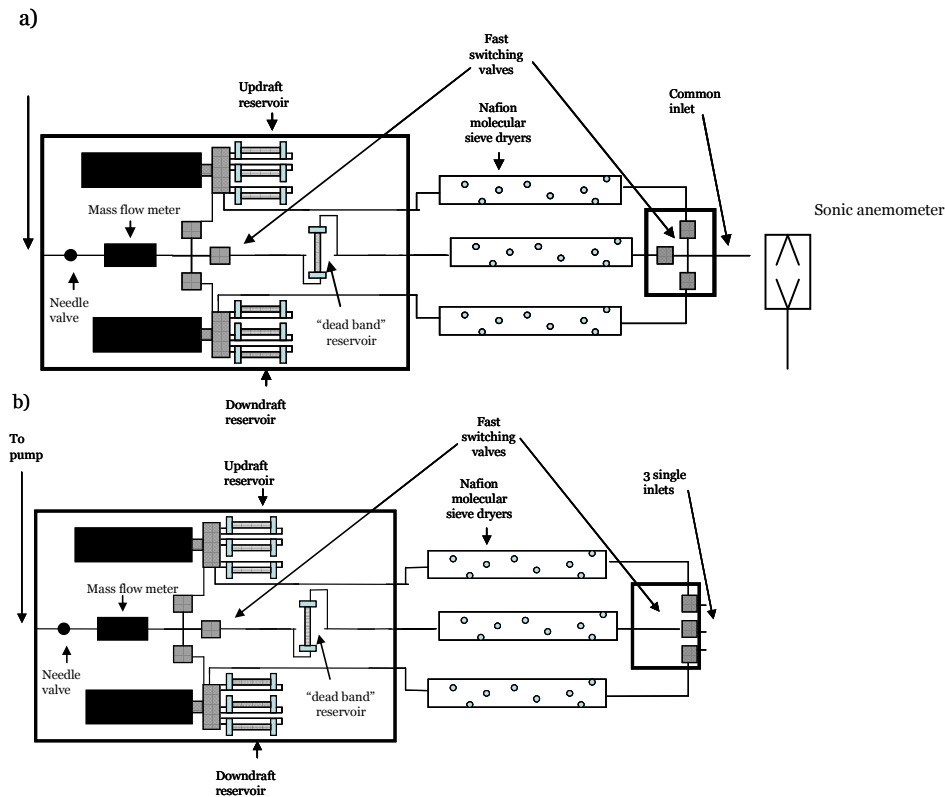 a)
Fast
switching
valves
Updraft
reservoir
Common
inlet
Nafion
molecular
sieve dryers
Mass flow meter
Sonic anemometer
Needle
valve
“dead band”
reservoir
Downdraft
reservoir
b)
To
pump
Fast
switching
valves
Updraft
reservoir
3 single
inlets
Nafion
molecular
sieve dryers
Mass flow meter
Needle
valve
“dead band”
reservoir
Downdraft
reservoir